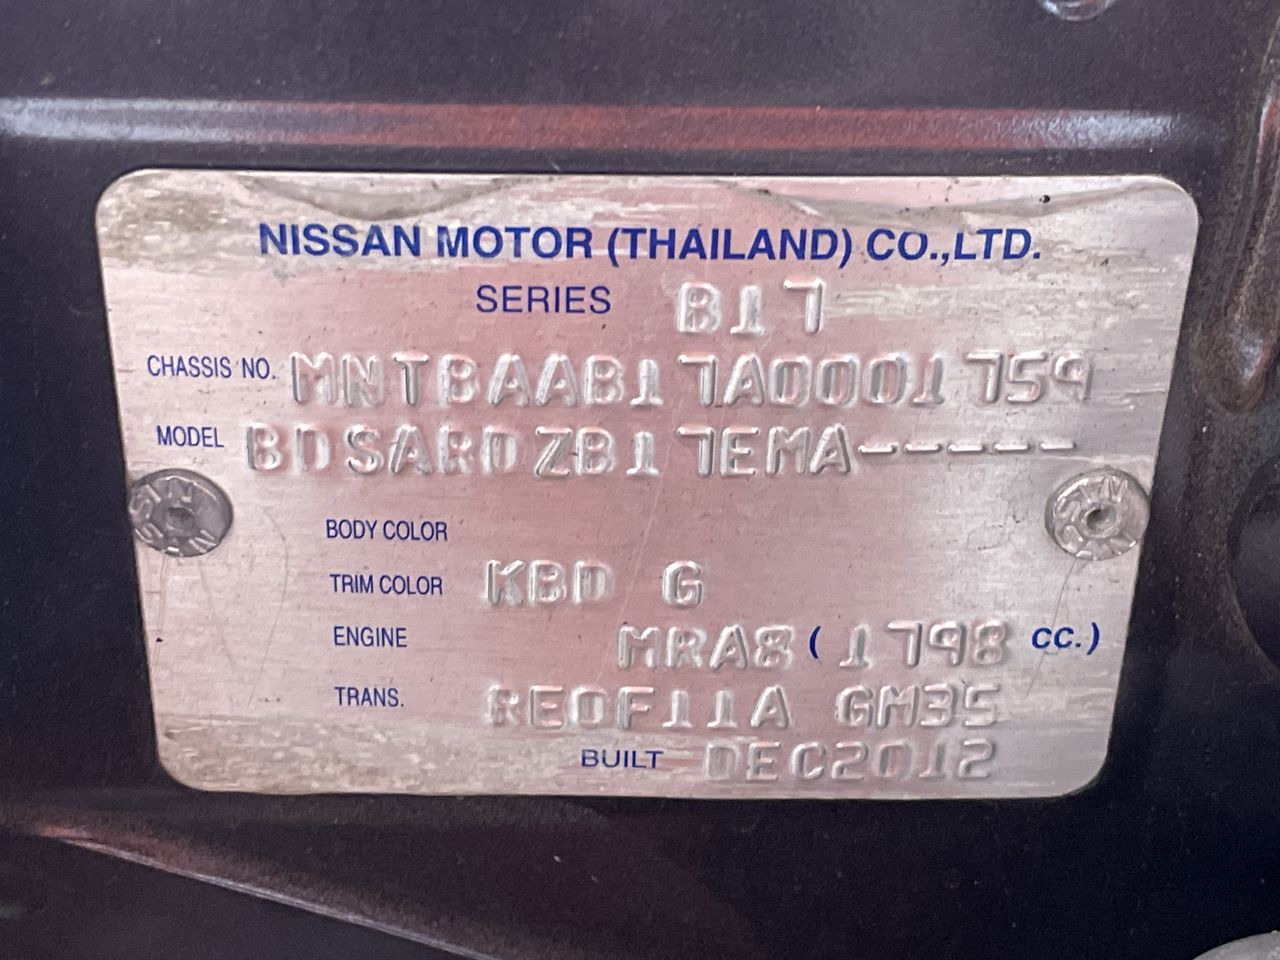 NISSAN MOTOR (THAILAND) CO.,LTD.
SERIES B17
CHASSIS NO. MNTBAAB17A0001759
MODEL BDSARDZB17EMA-----
BODY COLOR
TRIM COLOR KBD G
ENGINE MRA8 ( 1798 CC.)
TRANS. RE0F11A GM35
BUILT DEC2012